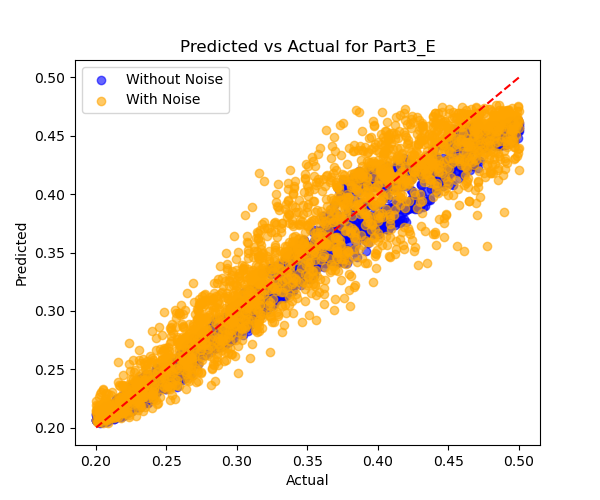 Predicted vs Actual for Part3_E
Without Noise
With Noise
0.50
0.45
0.40
0.35
0.30
0.25
0.20
Predicted
0.20 0.25 0.30 0.35 0.40 0.45 0.50
Actual